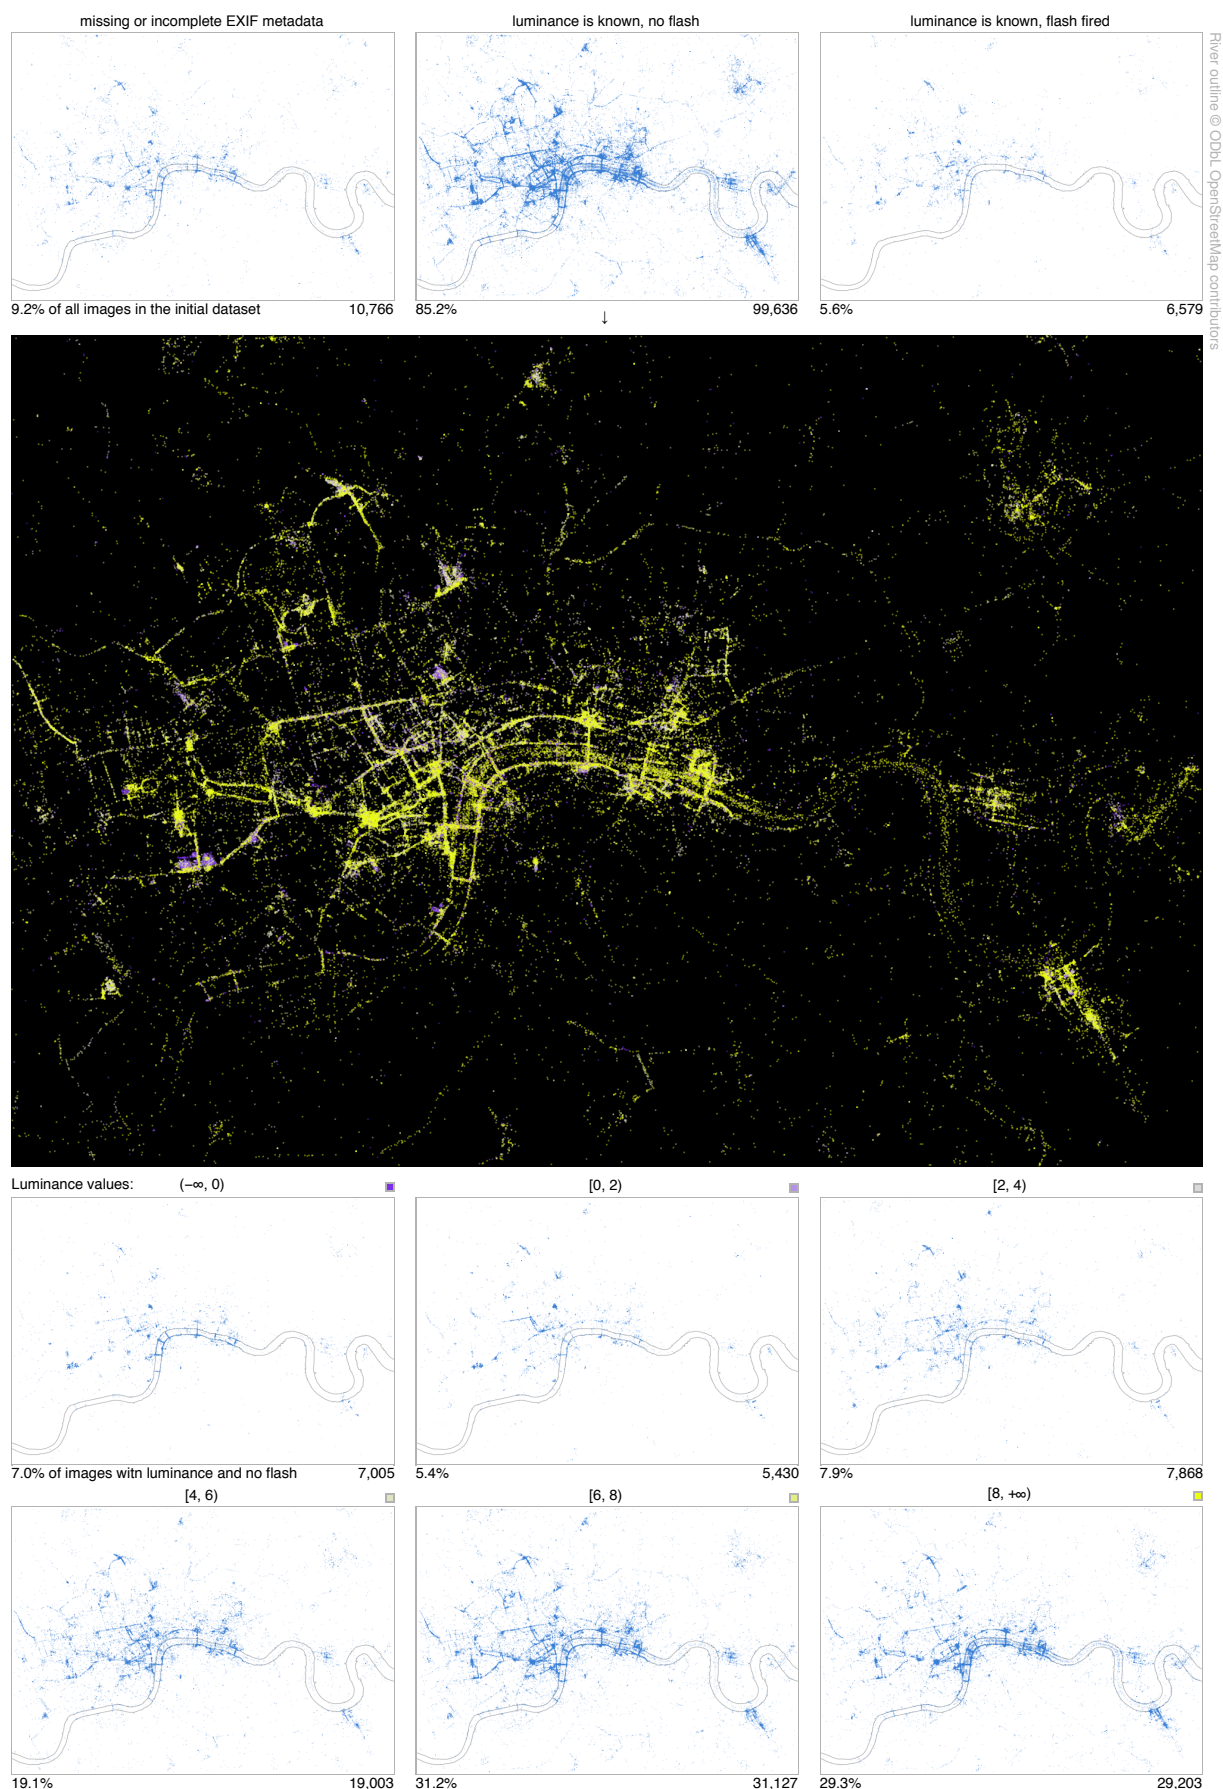 missing or incomplete EXIF metadata
luminance is known, no flash
luminance is known, flash fired
River outline © ODbL OpenStreetMap contributors
9.2% of all images in the initial dataset 10,766
85.2% 99,636
5.6% 6,579
↓
Luminance values: (−∞, 0)
[0, 2)
[2, 4)
7.0% of images witn luminance and no flash 7,005
5.4% 5,430
7.9% 7,868
[4, 6)
[6, 8)
[8, +∞)
19.1% 19,003
31.2% 31,127
29.3% 29,203